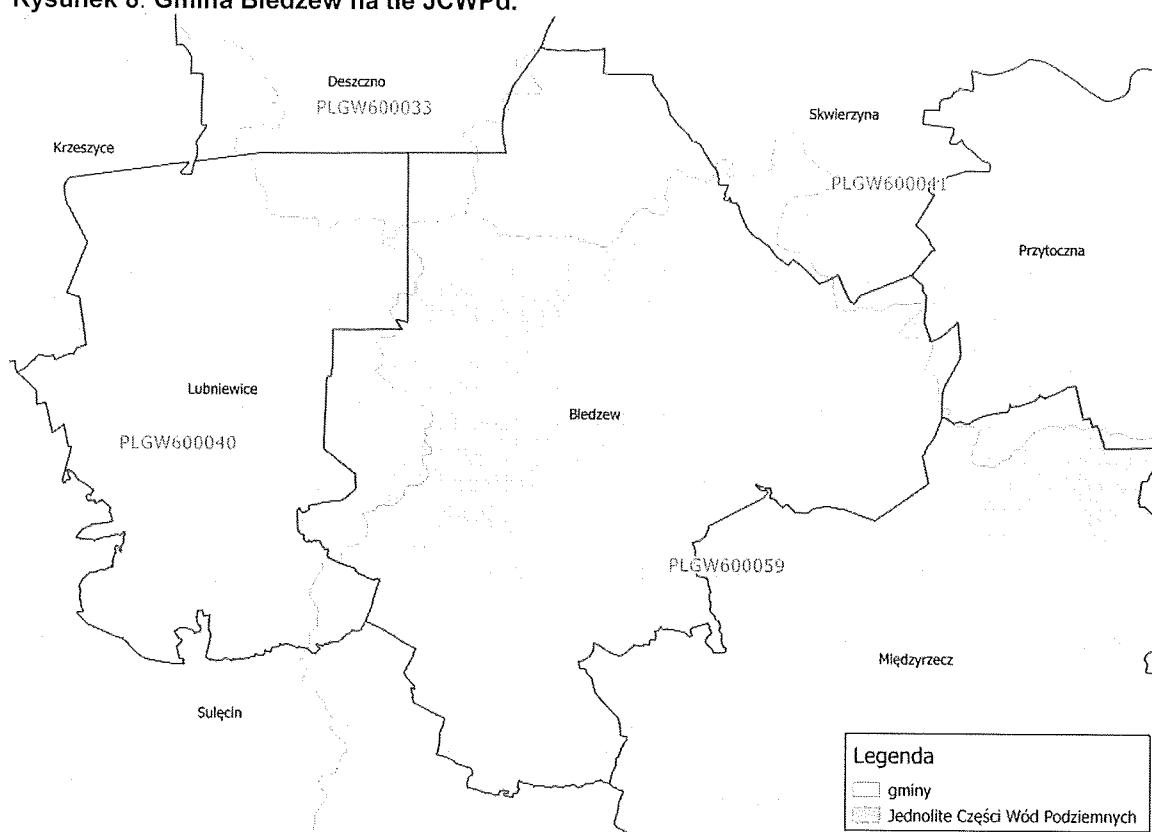 Rysunek 8. Gmina Bledzew na tle JCWPd.
Deszczno
PLGW600033
Skwierzyna
Krzeszyce
PLGW600041
Przytoczna
Lubniewice
Bledzew
PLGW600040
PLGW600059
Międzyrzecz
Sulęcin
Legenda
gminy
Jednolite Części Wód Podziemnych